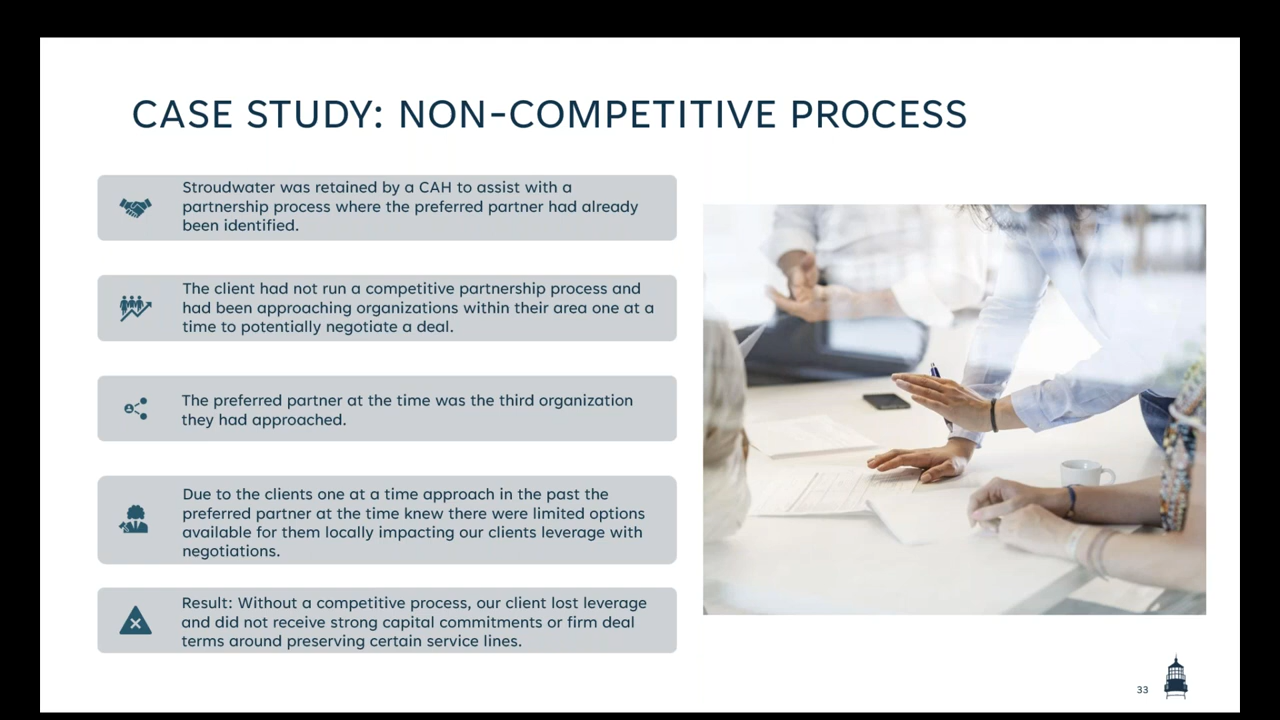 CASE STUDY: NON-COMPETITIVE PROCESS
Stroudwater was retained by a CAH to assist with a
partnership process where the preferred partner had already
been identified.
The client had not run a competitive partnership process and
had been approaching organizations within their area one at a
time to potentially negotiate a deal.
The preferred partner at the time was the third organization
they had approached.
Due to the clients one at a time approach in the past the
preferred partner at the time knew there were limited options
available for them locally impacting our clients leverage with
negotiations.
Result: Without a competitive process, our client lost leverage
and did not receive strong capital commitments or firm deal
terms around preserving certain service lines.
33